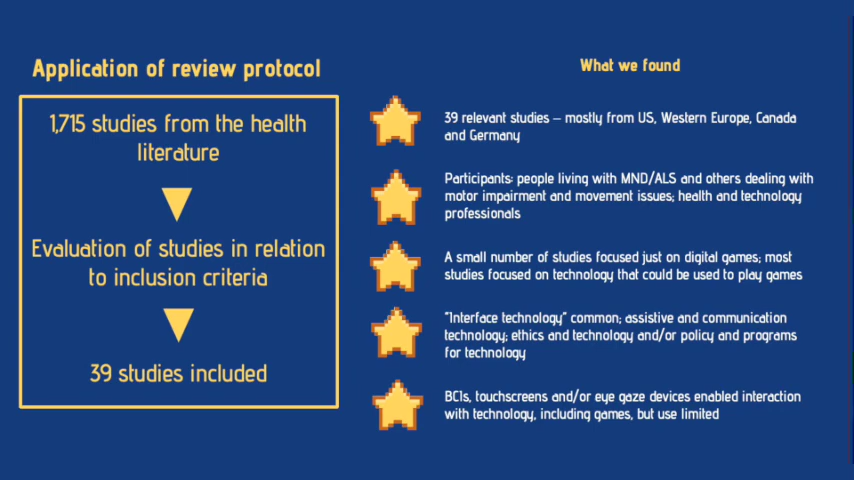 Application of review protocol
1,715 studies from the health
literature
Evaluation of studies in relation
to inclusion criteria
39 studies included
What we found
39 relevant studies – mostly from US, Western Europe, Canada
and Germany
Participants: people living with MND/ALS and others dealing with
motor impairment and movement issues; health and technology
professionals
A small number of studies focused just on digital games; most
studies focused on technology that could be used to play games
"Interface technology" common; assistive and communication
technology; ethics and technology and/or policy and programs
for technology
BCIs, touchscreens and/or eye gaze devices enabled interaction
with technology, including games, but use limited